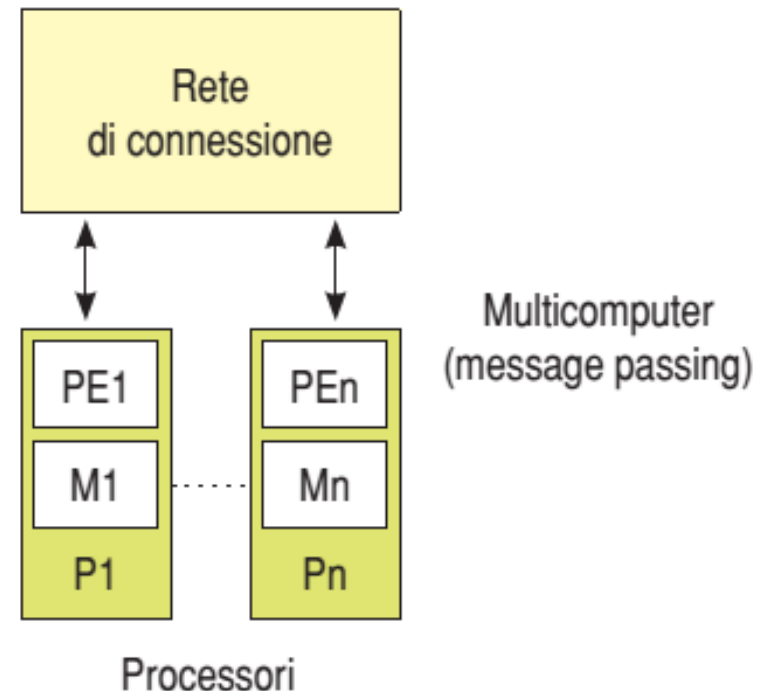 Rete
di connessione
Multicomputer
(message passing)
PE1
PEn
M1
Mn
P1
Pn
Processori